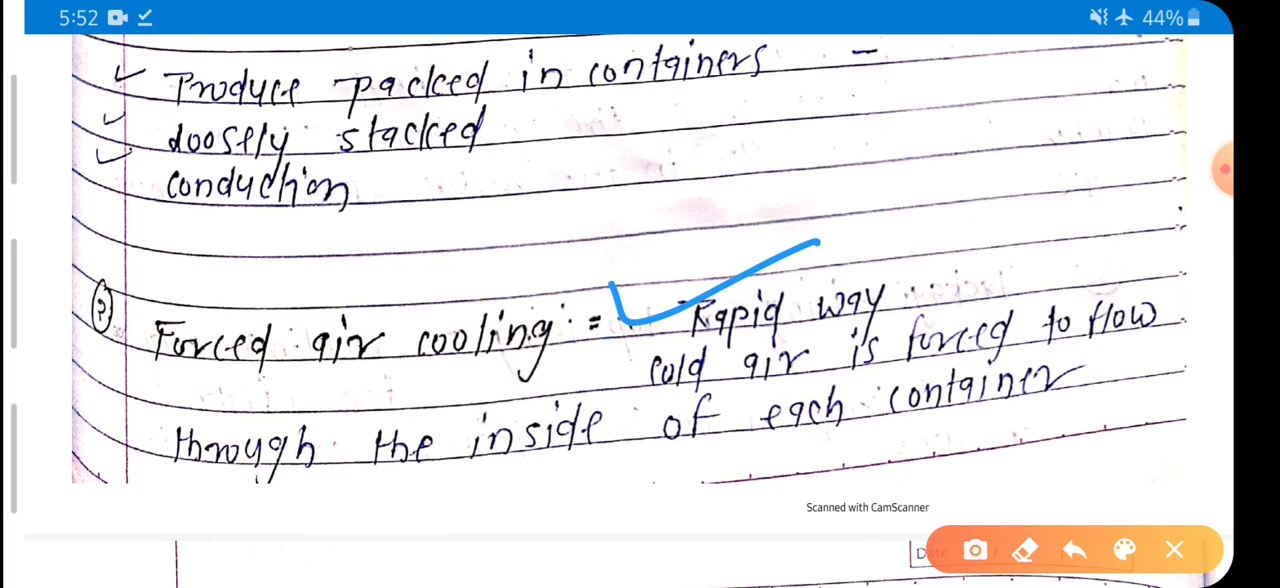 5:52
44%
Produce packed in containers -
Loosely stacked
conduction
② Forced air cooling := Rapid way
cold air is forced to flow
through the inside of each container
Scanned with CamScanner